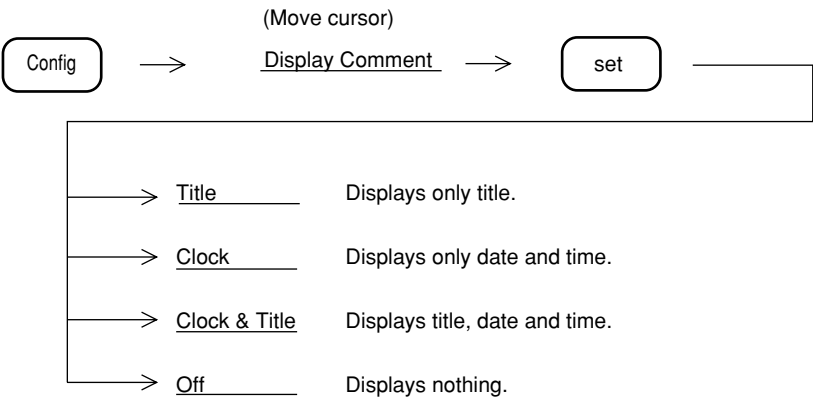 (Move cursor)
Config Display Comment set
Title Displays only title.
Clock Displays only date and time.
Clock & Title Displays title, date and time.
Off Displays nothing.